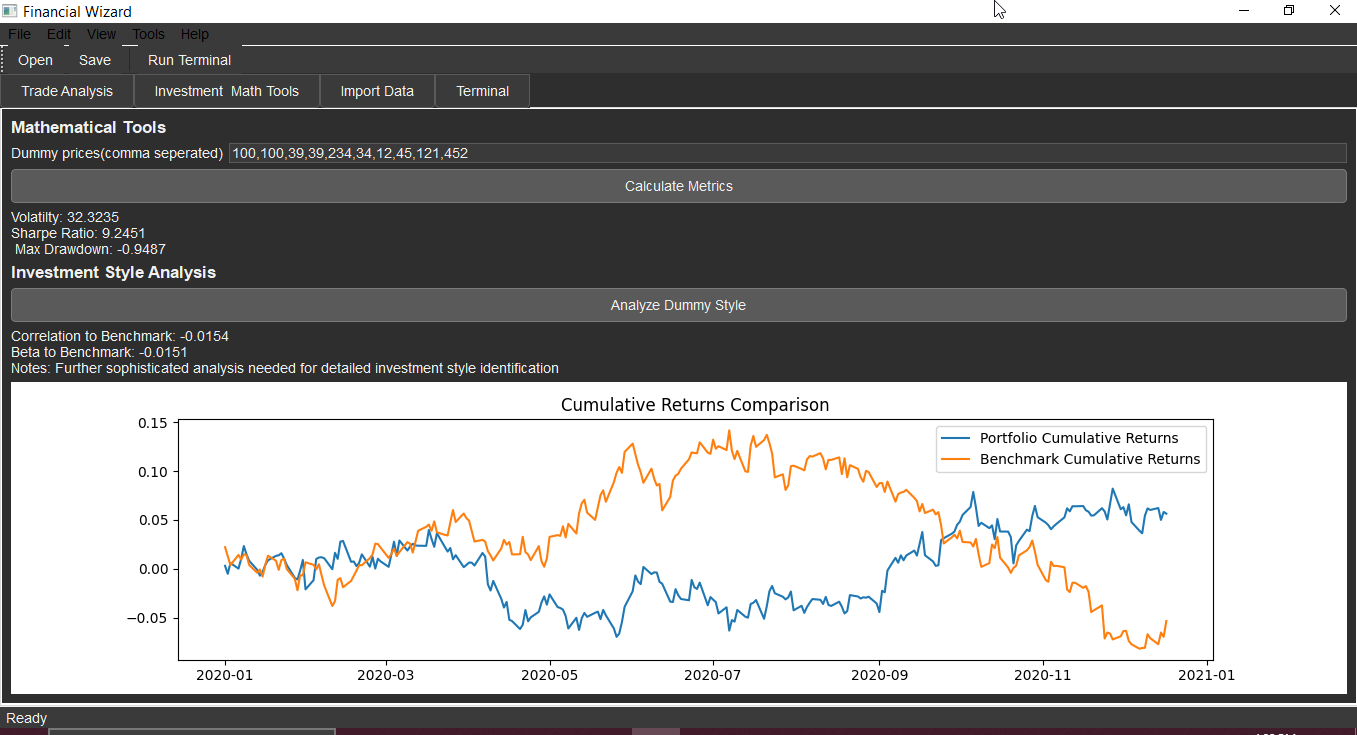 Financial Wizard
File Edit View Tools Help
Open Save Run Terminal
Trade Analysis Investment Math Tools Import Data Terminal
Mathematical Tools
Dummy prices(comma seperated) 100,100,39,39,234,34,12,45,121,452
Calculate Metrics
Volatilty: 32.3235
Sharpe Ratio: 9.2451
Max Drawdown: -0.9487
Investment Style Analysis
Analyze Dummy Style
Correlation to Benchmark: -0.0154
Beta to Benchmark: -0.0151
Notes: Further sophisticated analysis needed for detailed investment style identification
Cumulative Returns Comparison
0.15
Portfolio Cumulative Returns
Benchmark Cumulative Returns
0.10
0.05
0.00
−0.05
2020-01 2020-03 2020-05 2020-07 2020-09 2020-11 2021-01
Ready